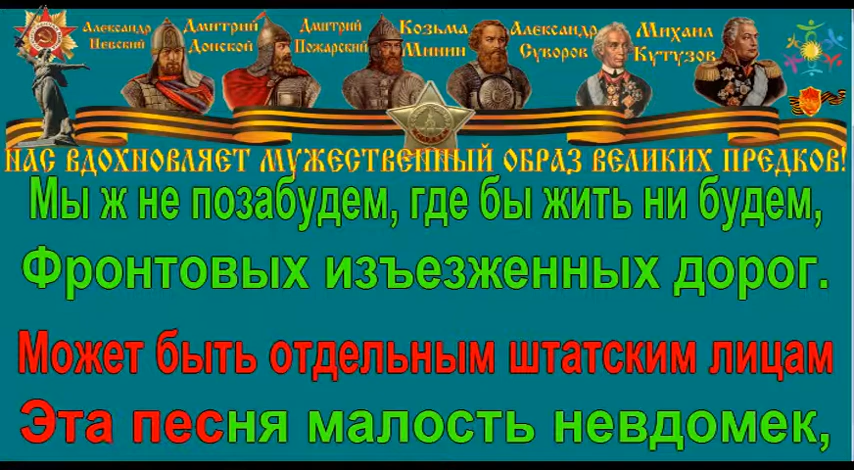 Александр
Невский
Дмитрий
Донской
Дмитрий
Пожарский
Козьма
Минин
Александр
Суворов
Михаил
Кутузов
НАС ВДОХНОВЛЯЕТ МУЖЕСТВЕННЫЙ ОБРАЗ ВЕЛИКИХ ПРЕДКОВ!
Мы ж не позабудем, где бы жить ни будем,
Фронтовых изъезженных дорог.
Может быть отдельным штатским лицам
Эта песня малость невдомек,